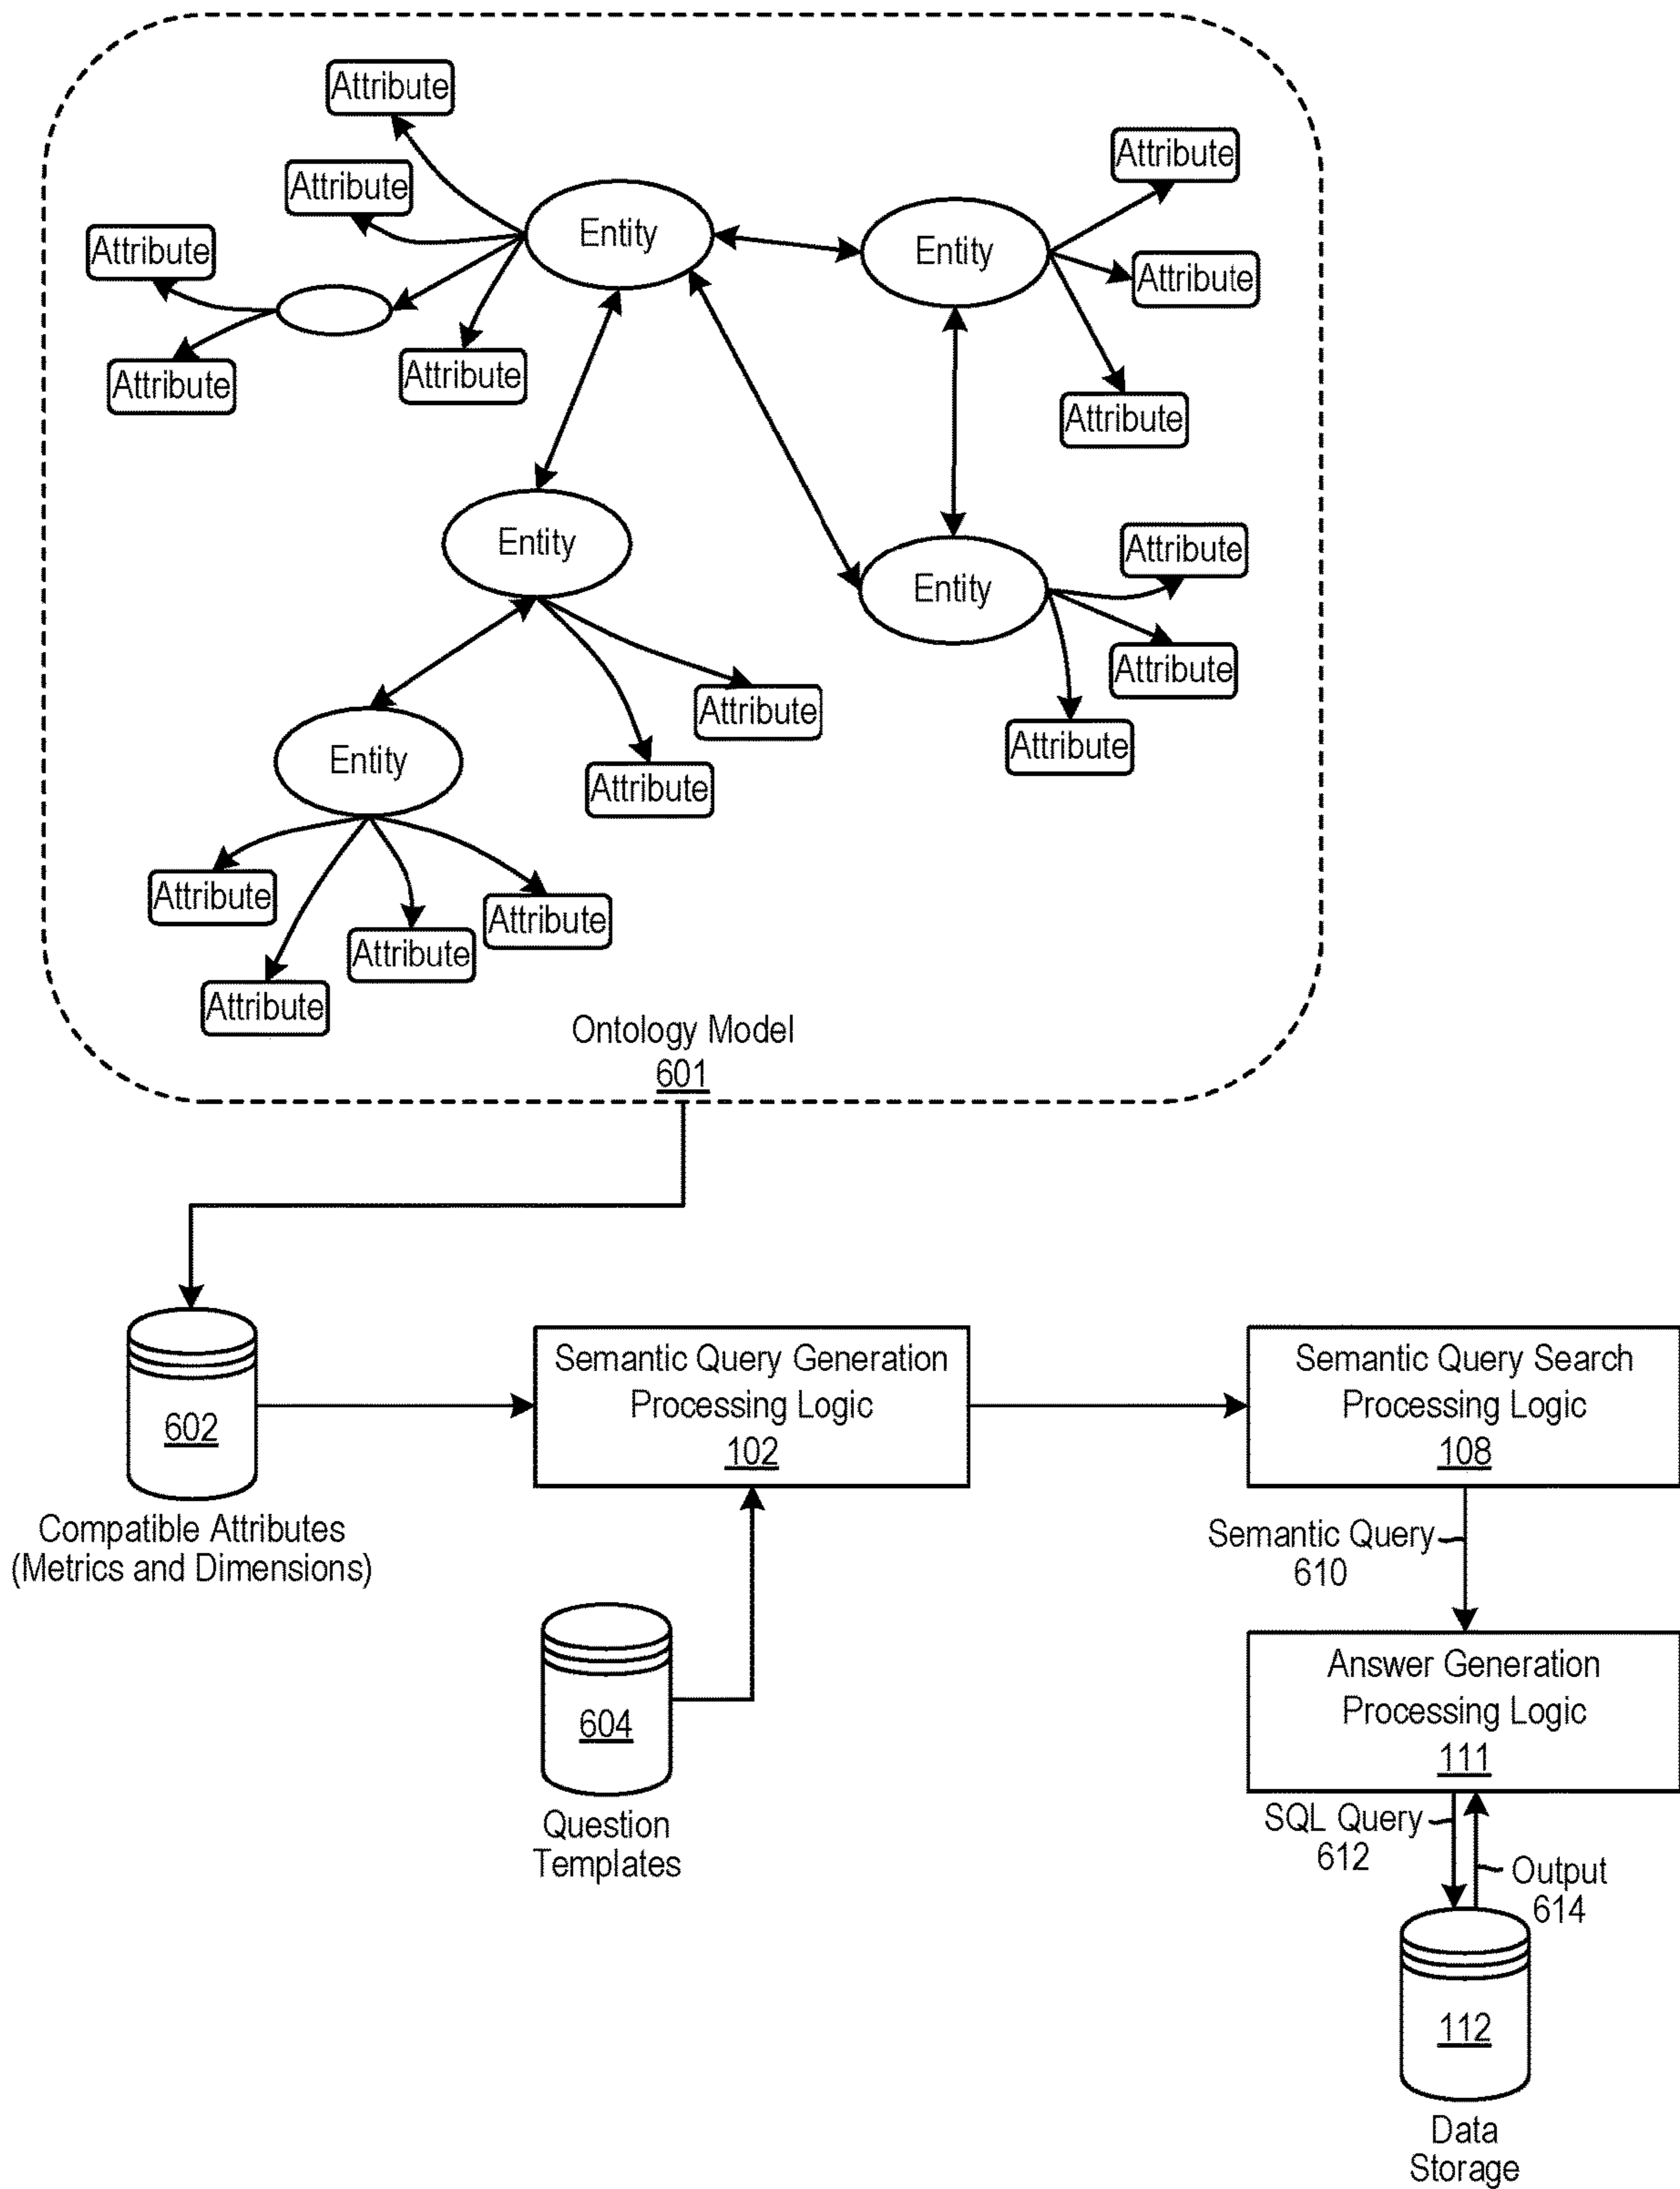 Attribute
Attribute
Attribute
Entity
Attribute
Entity
Attribute
Attribute
Attribute
Attribute
Attribute
Entity
Attribute
Entity
Attribute
Attribute
Attribute
Entity
Attribute
Attribute
Attribute
Attribute
Attribute
Ontology Model
601
602
Compatible Attributes
(Metrics and Dimensions)
Semantic Query Generation
Processing Logic
102
Semantic Query Search
Processing Logic
108
Semantic Query
610
604
Question
Templates
Answer Generation
Processing Logic
111
SQL Query
612
Output
614
112
Data
Storage